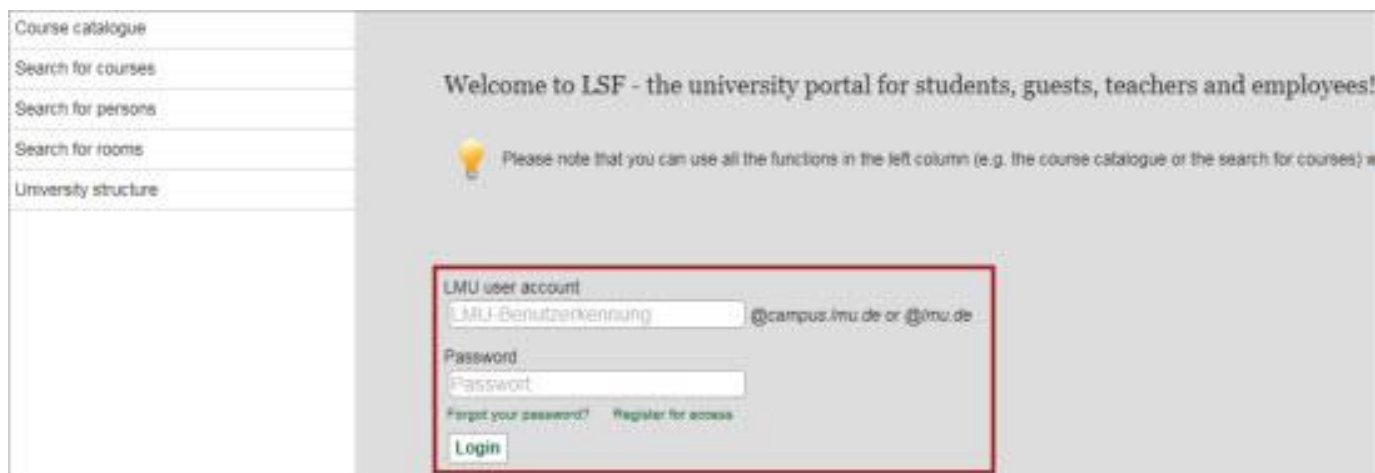 Course catalogue
Search for courses
Search for persons
Search for rooms
University structure
Welcome to LSF - the university portal for students, guests, teachers and employees!
Please note that you can use all the functions in the left column (e.g. the course catalogue or the search for courses)
LMU user account
LMU-Benutzerkennung @campus.lmu.de or @lmu.de
Password
Passwort
Forgot your password? Register for access
Login